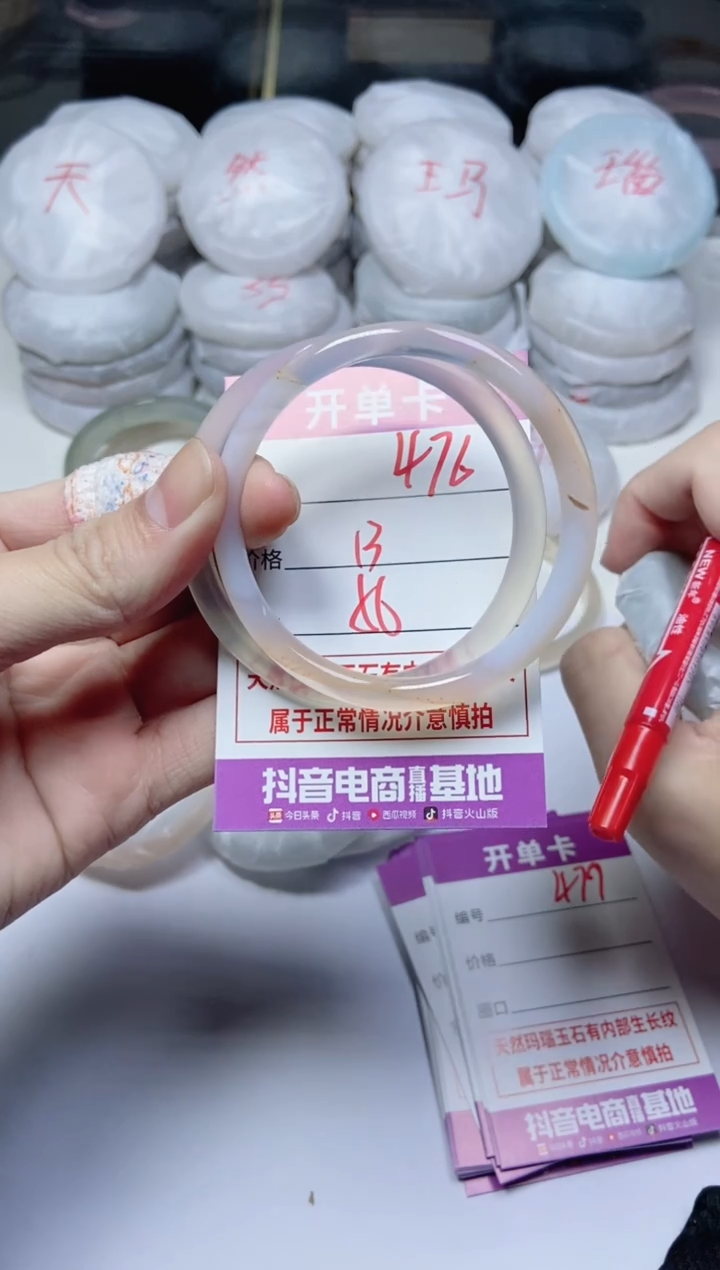 天 然 玉马 瑙
35
开单卡
476
价格 13
46
属于正常情况介意慎拍
抖音电商直播基地
今日头条 抖音 西瓜视频 抖音火山版
开单卡
编号 477
价格
圈口
天然玛瑙玉石有内部生长纹
属于正常情况介意慎拍
抖音电商直播基地
NEW